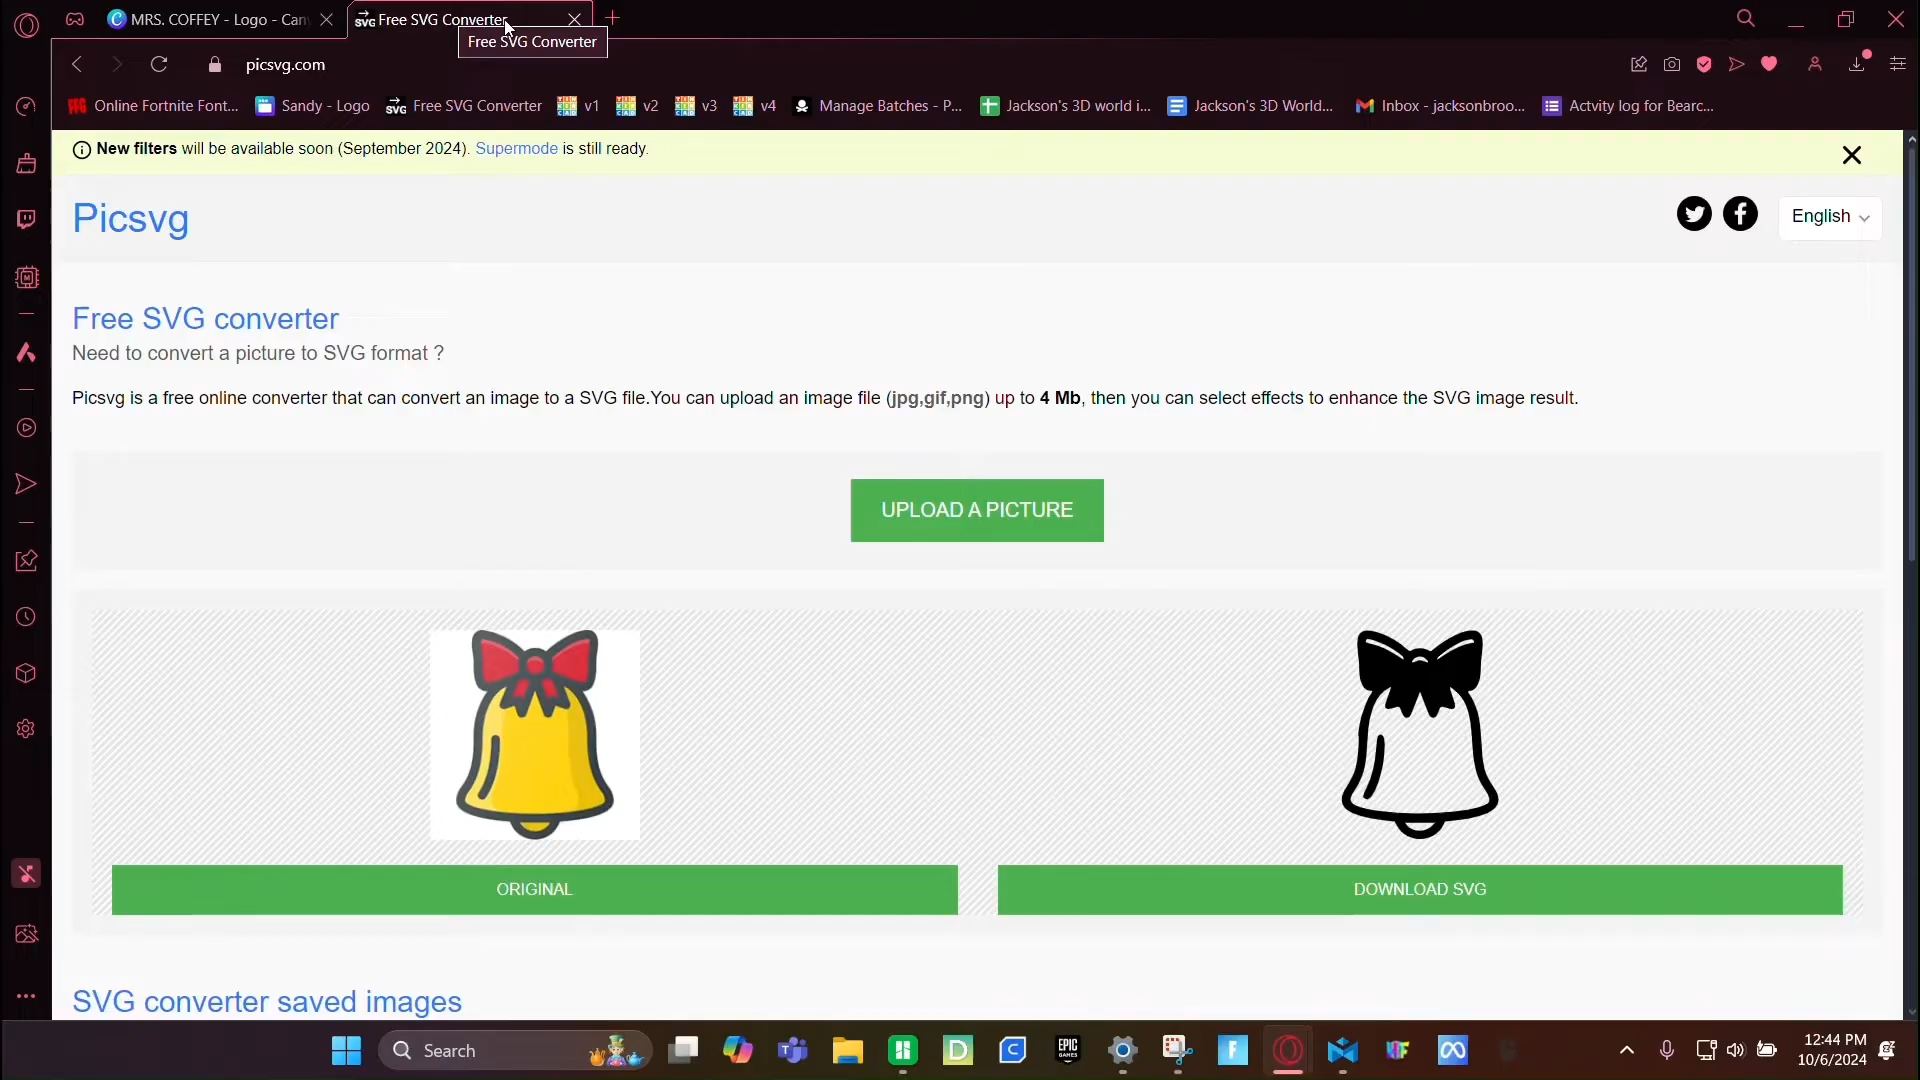 MRS. COFFEY - Logo - Can
SVG Free SVG Converter
Free SVG Converter
picsvg.com
Online Fortnite Font...
Sandy - Logo
SVG Free SVG Converter
v1
v2
v3
v4
Manage Batches - P...
Jackson's 3D world i...
Jackson's 3D World...
Inbox - jacksonbroo...
Actvity log for Bearc...
New filters will be available soon (September 2024). Supermode is still ready.
Picsvg
English
Free SVG converter
Need to convert a picture to SVG format ?
Picsvg is a free online converter that can convert an image to a SVG file.You can upload an image file (jpg,gif,png) up to 4 Mb, then you can select effects to enhance the SVG image result.
UPLOAD A PICTURE
ORIGINAL
DOWNLOAD SVG
SVG converter saved images
Search
EPIC
GAMES
12:44 PM
10/6/2024